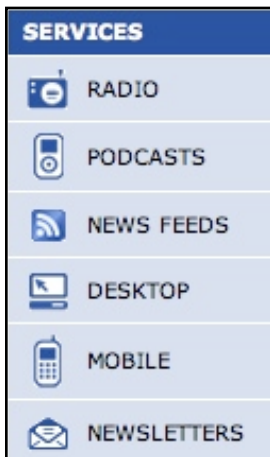 SERVICES
RADIO
PODCASTS
NEWS FEEDS
DESKTOP
MOBILE
NEWSLETTERS